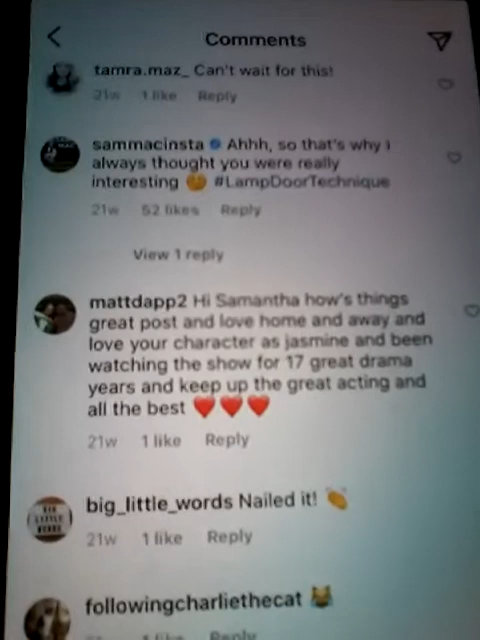 Comments
tamra.maz_ Can't wait for this!
21w 1 like Reply
sammacinsta Ahhh, so that's why i
always thought you were really
interesting 🤔 #LampDoorTechnique
21w 52 likes Reply
View 1 reply
mattdapp2 Hi Samantha how's things
great post and love home and away and
love your character as jasmine and been
watching the show for 17 great drama
years and keep up the great acting and
all the best ❤️❤️❤️
21w 1 like Reply
BIG
LITTLE
WORDS
big_little_words Nailed it! 👏
21w 1 like Reply
followingcharliethecat 😹
Reply